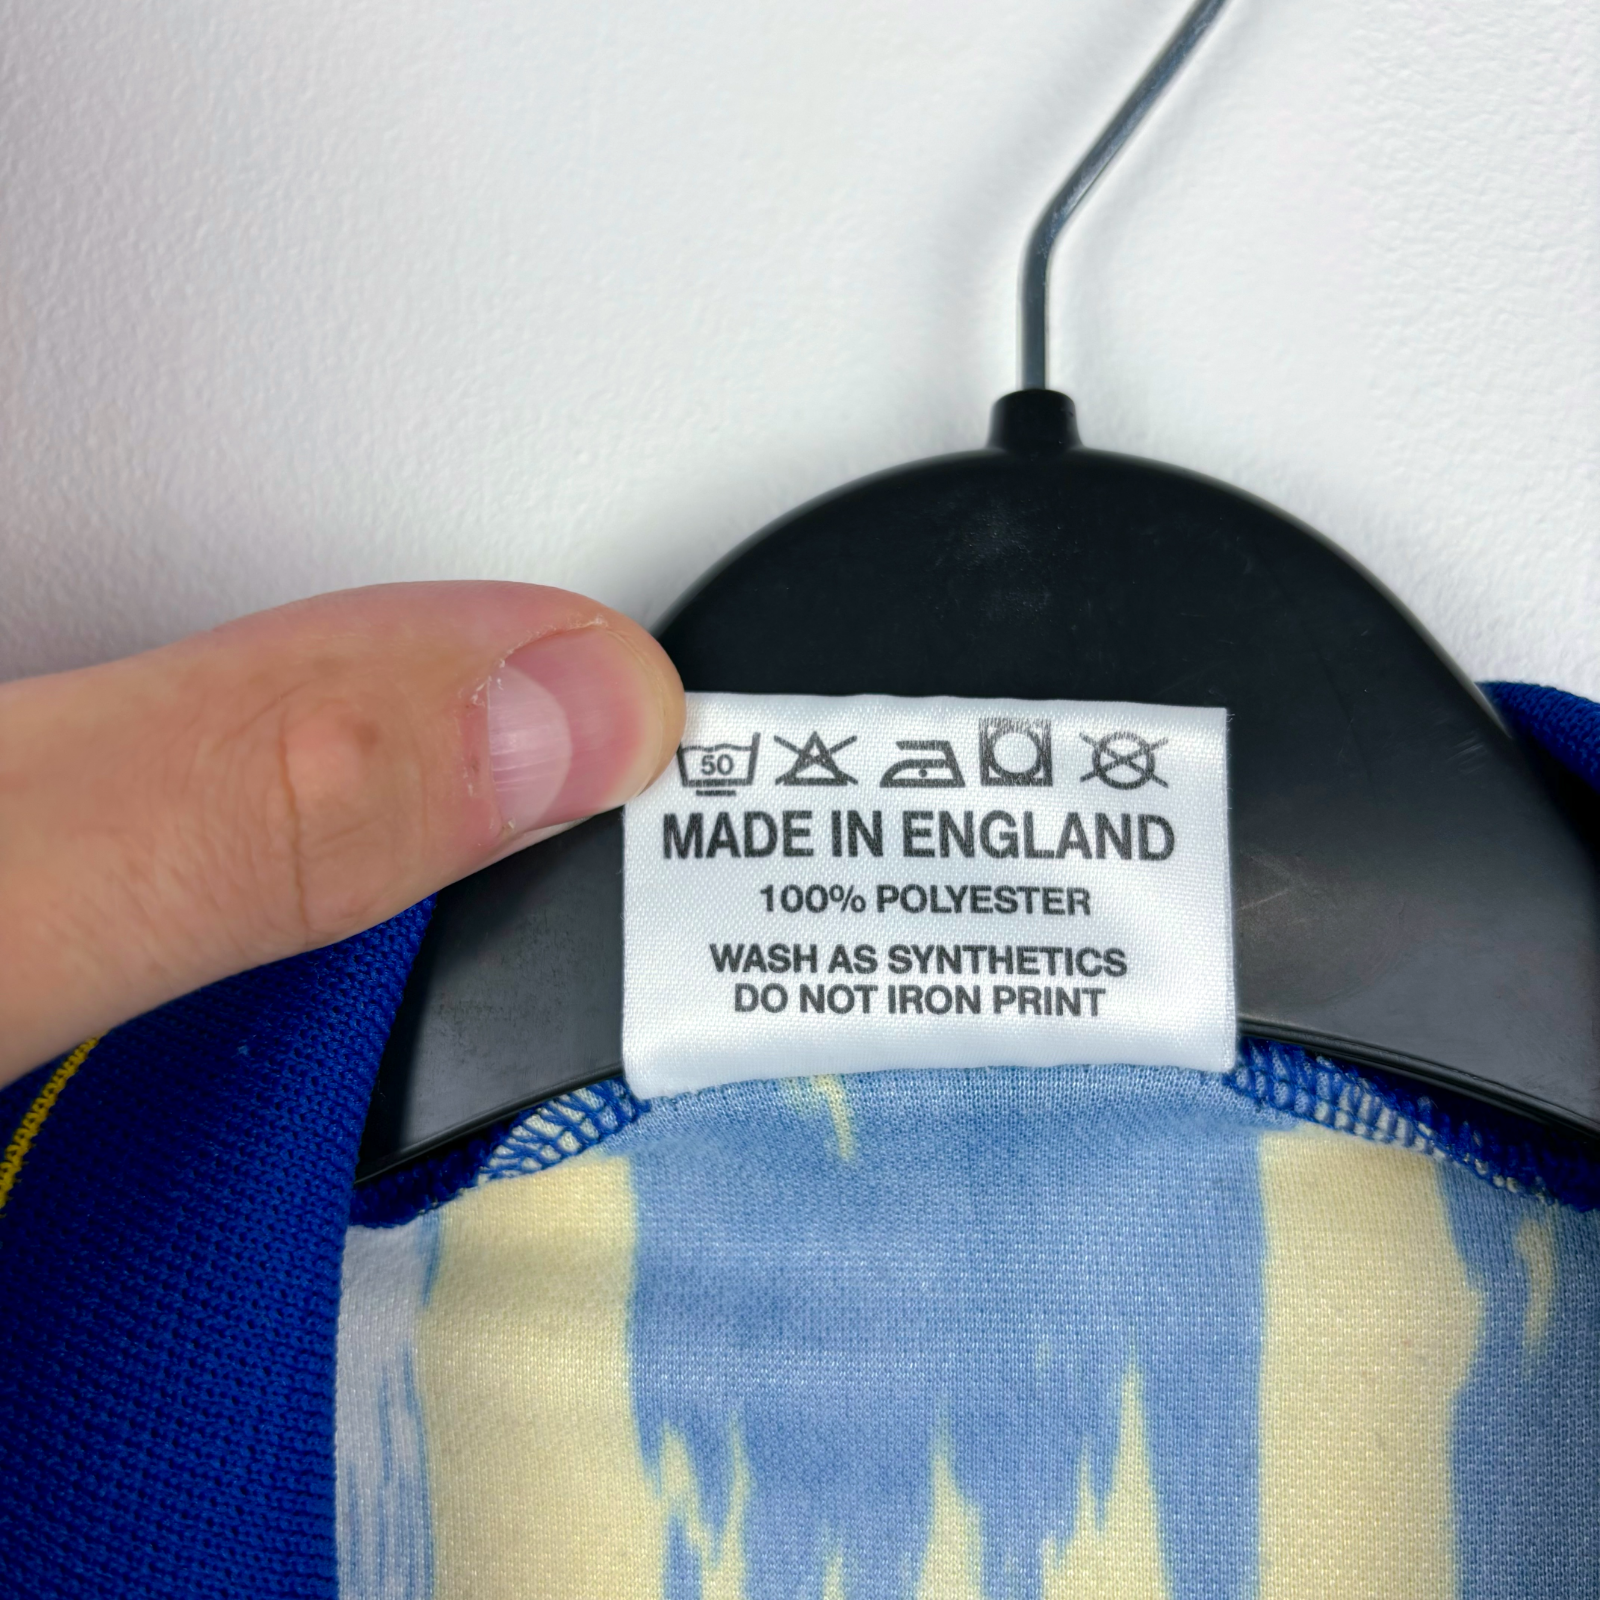 50
MADE IN ENGLAND
100% POLYESTER
WASH AS SYNTHETICS
DO NOT IRON PRINT